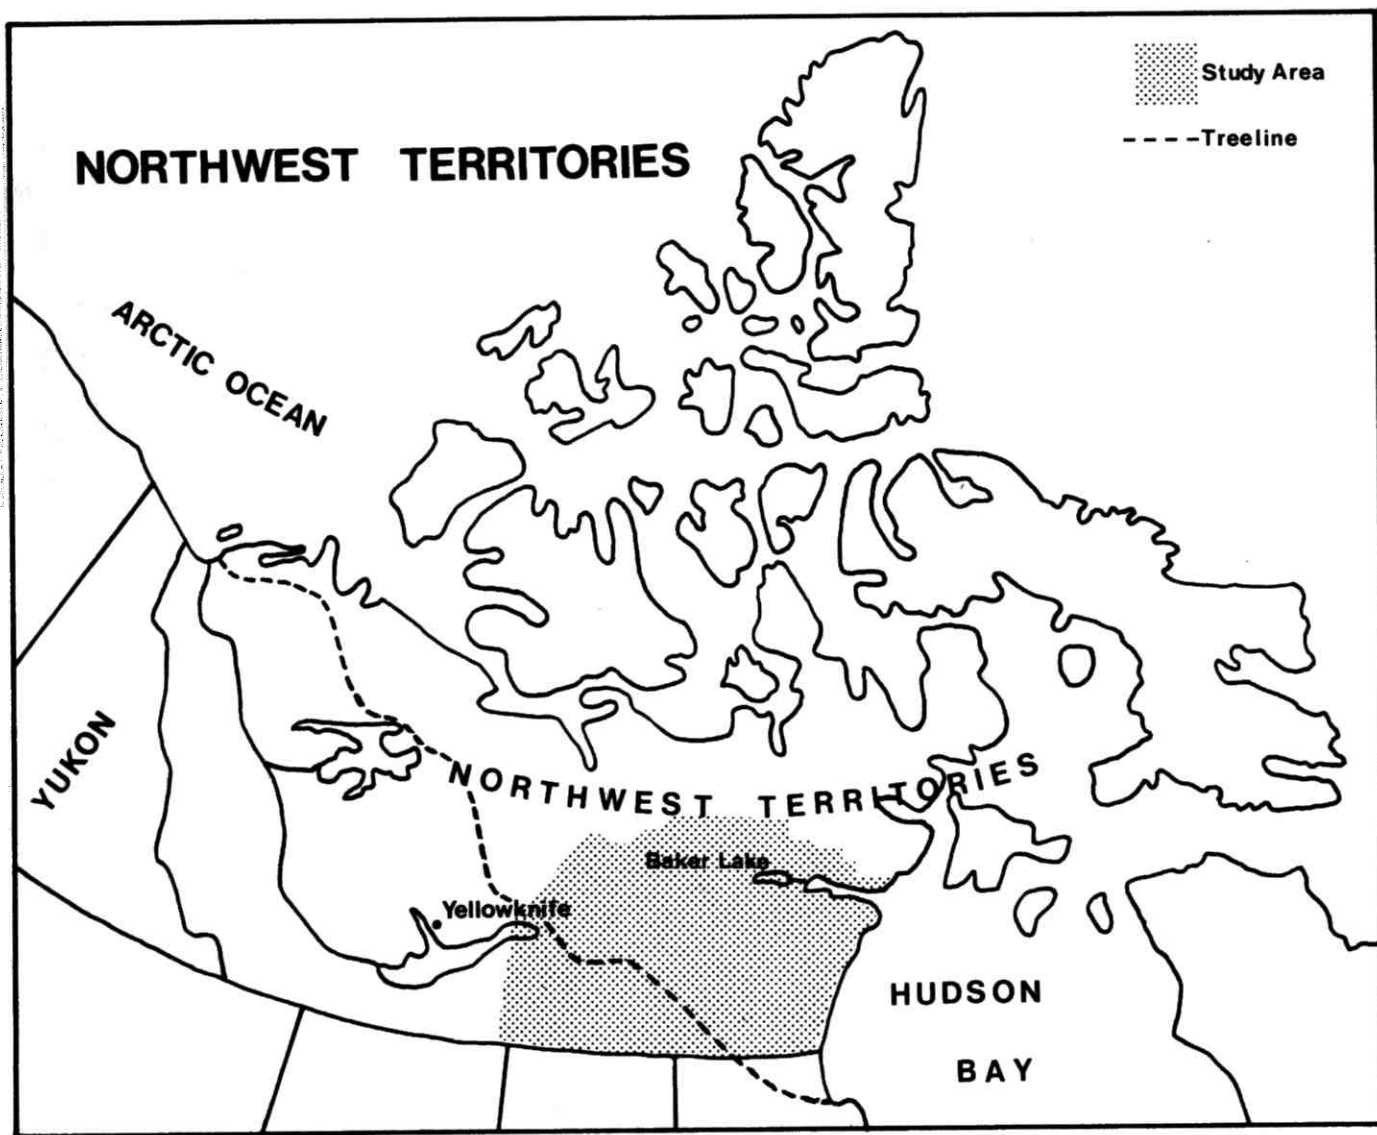 Study Area
Treeline
NORTHWEST TERRITORIES
ARCTIC OCEAN
YUKON
NORTHWEST TERRITORIES
Baker Lake
Yellowknife
HUDSON
BAY